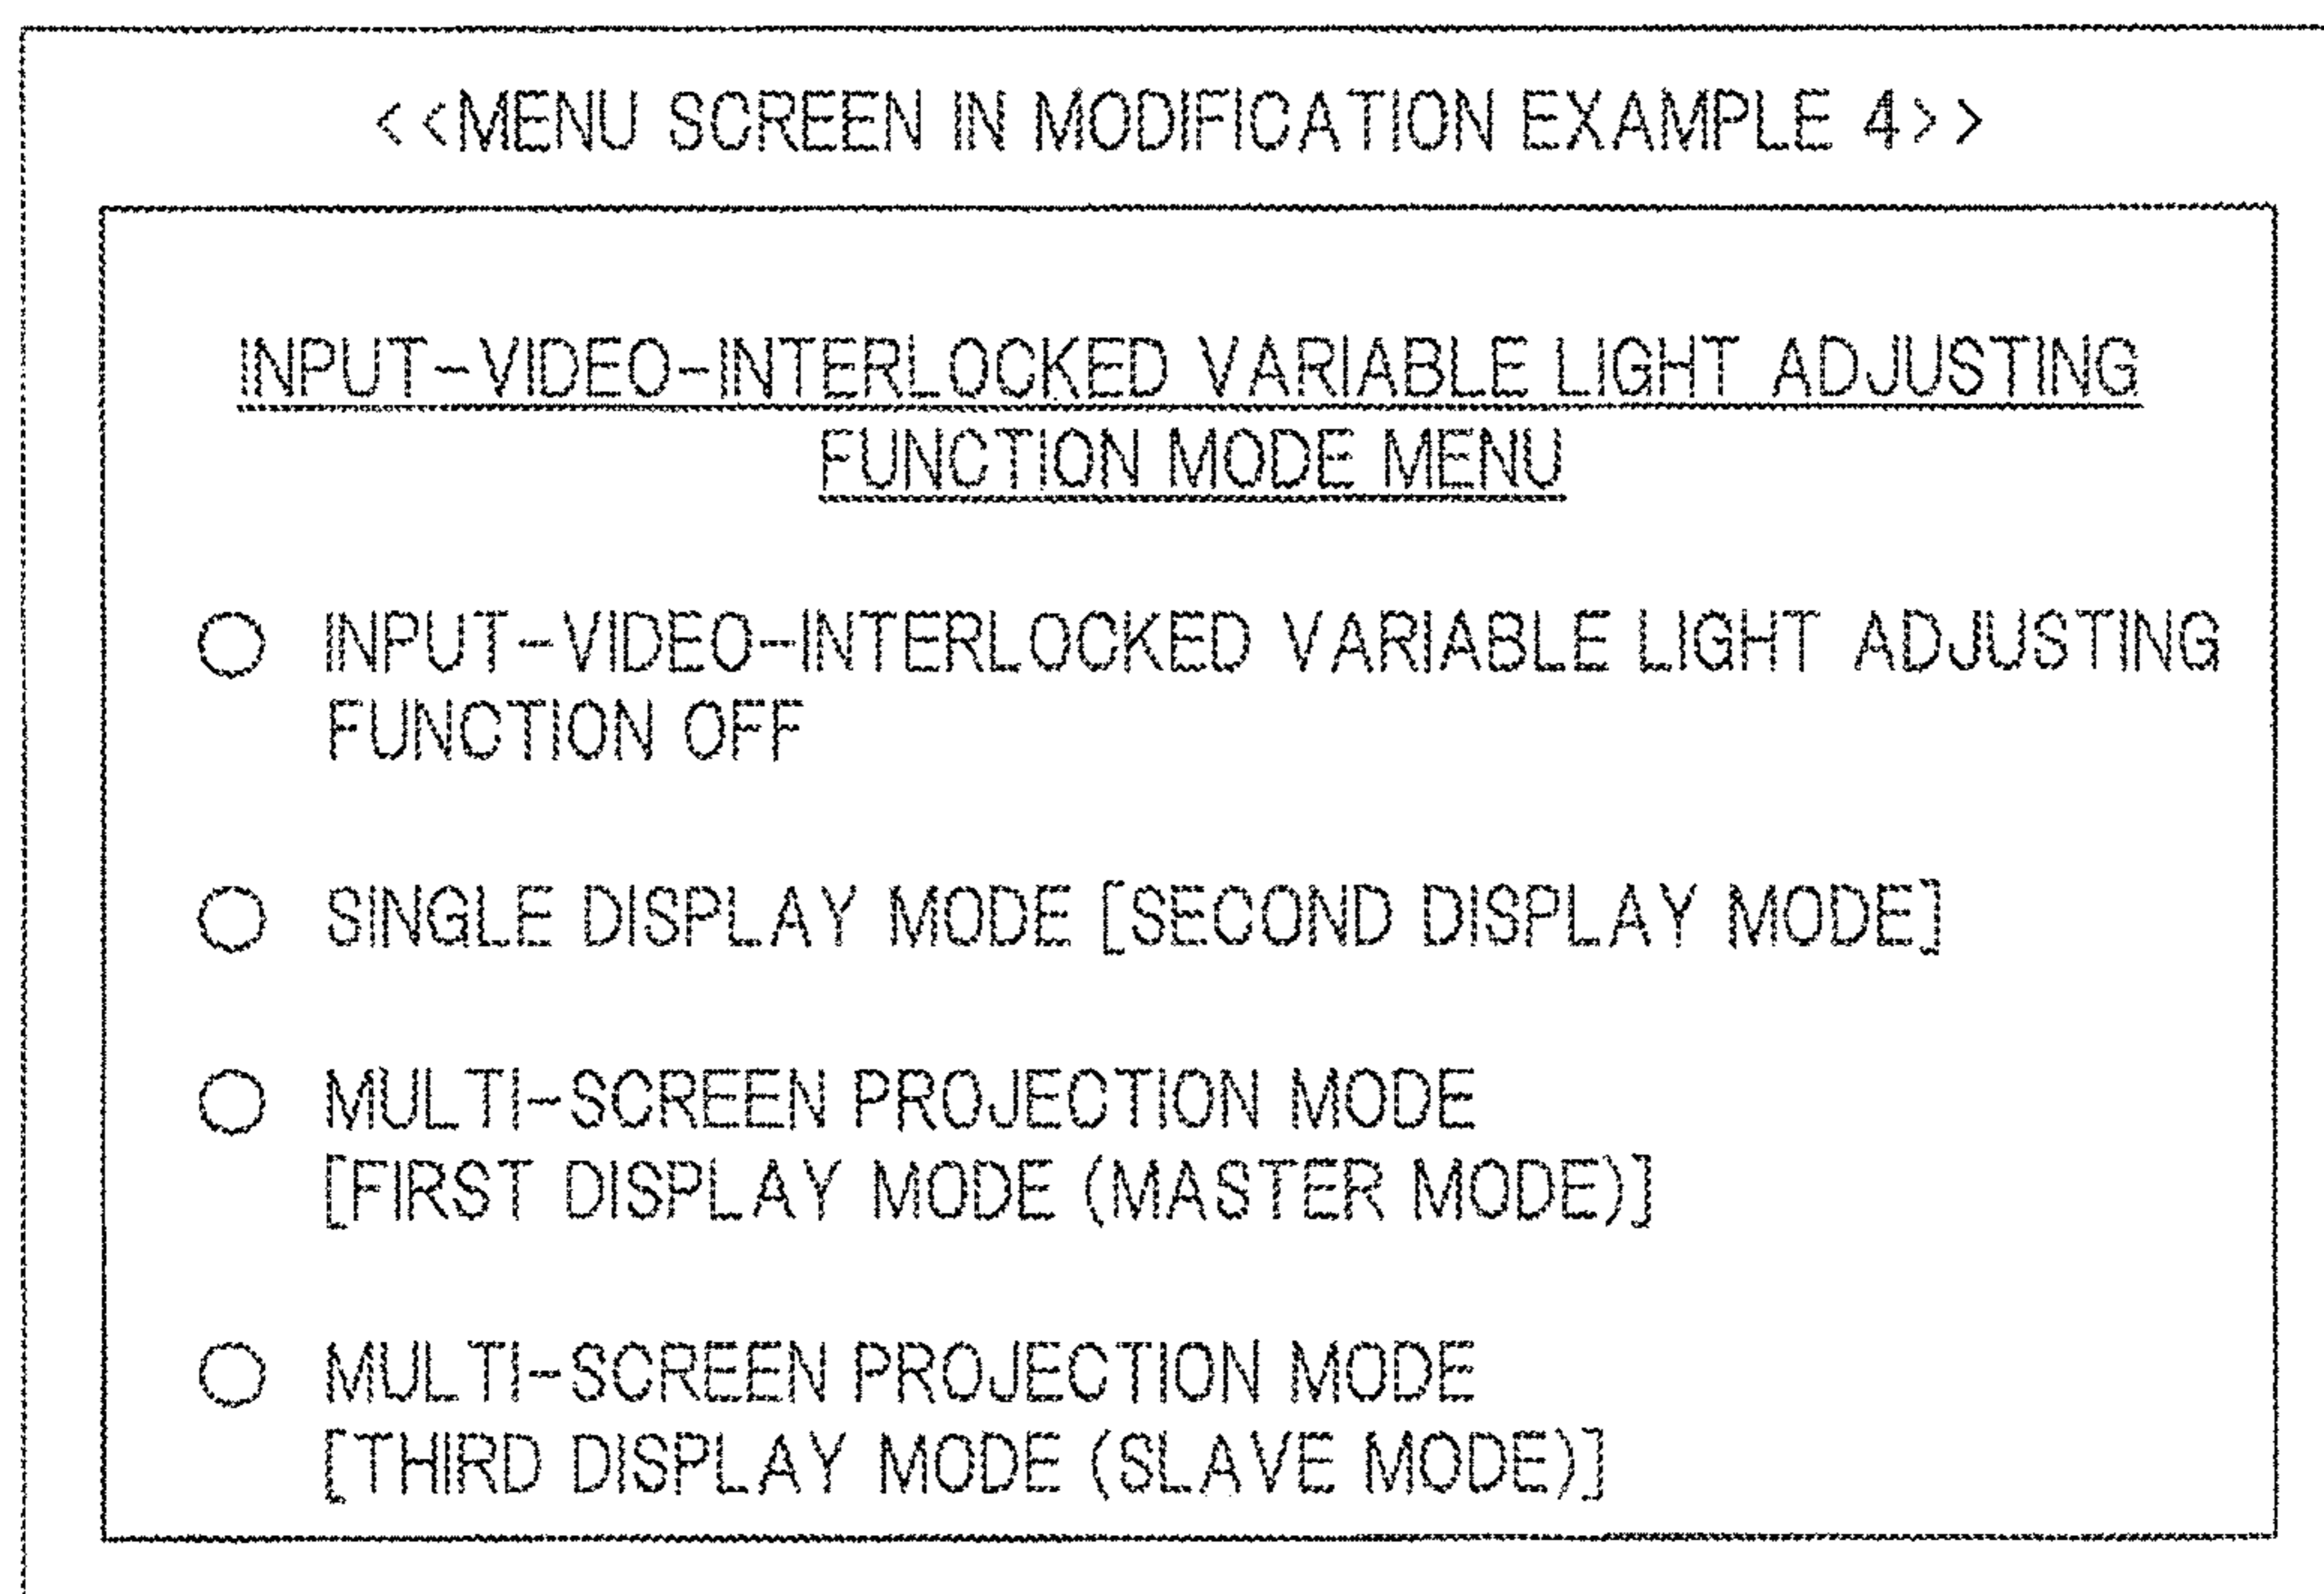 <<MENU SCREEN IN MODIFICATION EXAMPLE 4>>
INPUT-VIDEO-INTERLOCKED VARIABLE LIGHT ADJUSTING
FUNCTION MODE MENU
○ INPUT-VIDEO-INTERLOCKED VARIABLE LIGHT ADJUSTING
FUNCTION OFF
○ SINGLE DISPLAY MODE [SECOND DISPLAY MODE]
○ MULTI-SCREEN PROJECTION MODE
[FIRST DISPLAY MODE (MASTER MODE)]
○ MULTI-SCREEN PROJECTION MODE
[THIRD DISPLAY MODE (SLAVE MODE)]